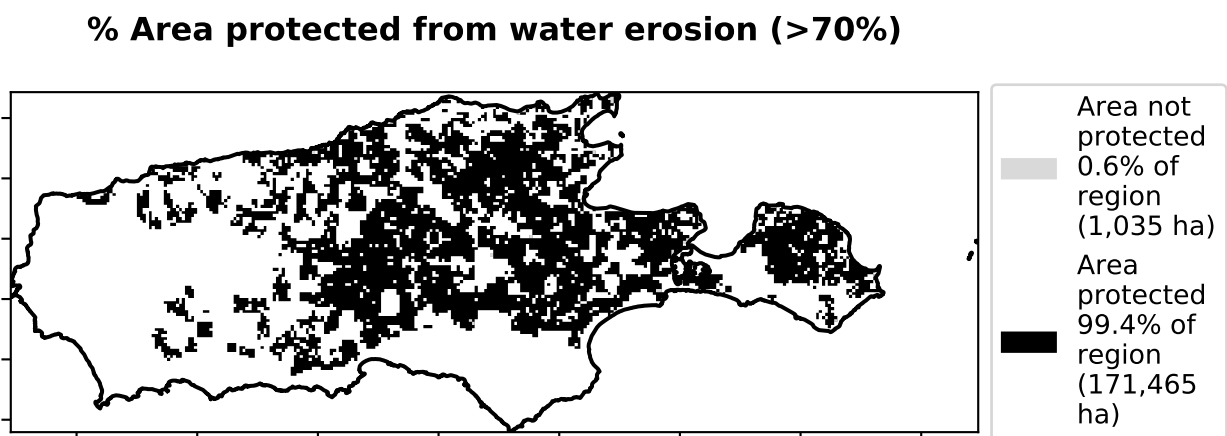 % Area protected from water erosion (>70%)
Area not
protected
0.6% of
region
(1,035 ha)
Area
protected
99.4% of
region
(171,465
ha)